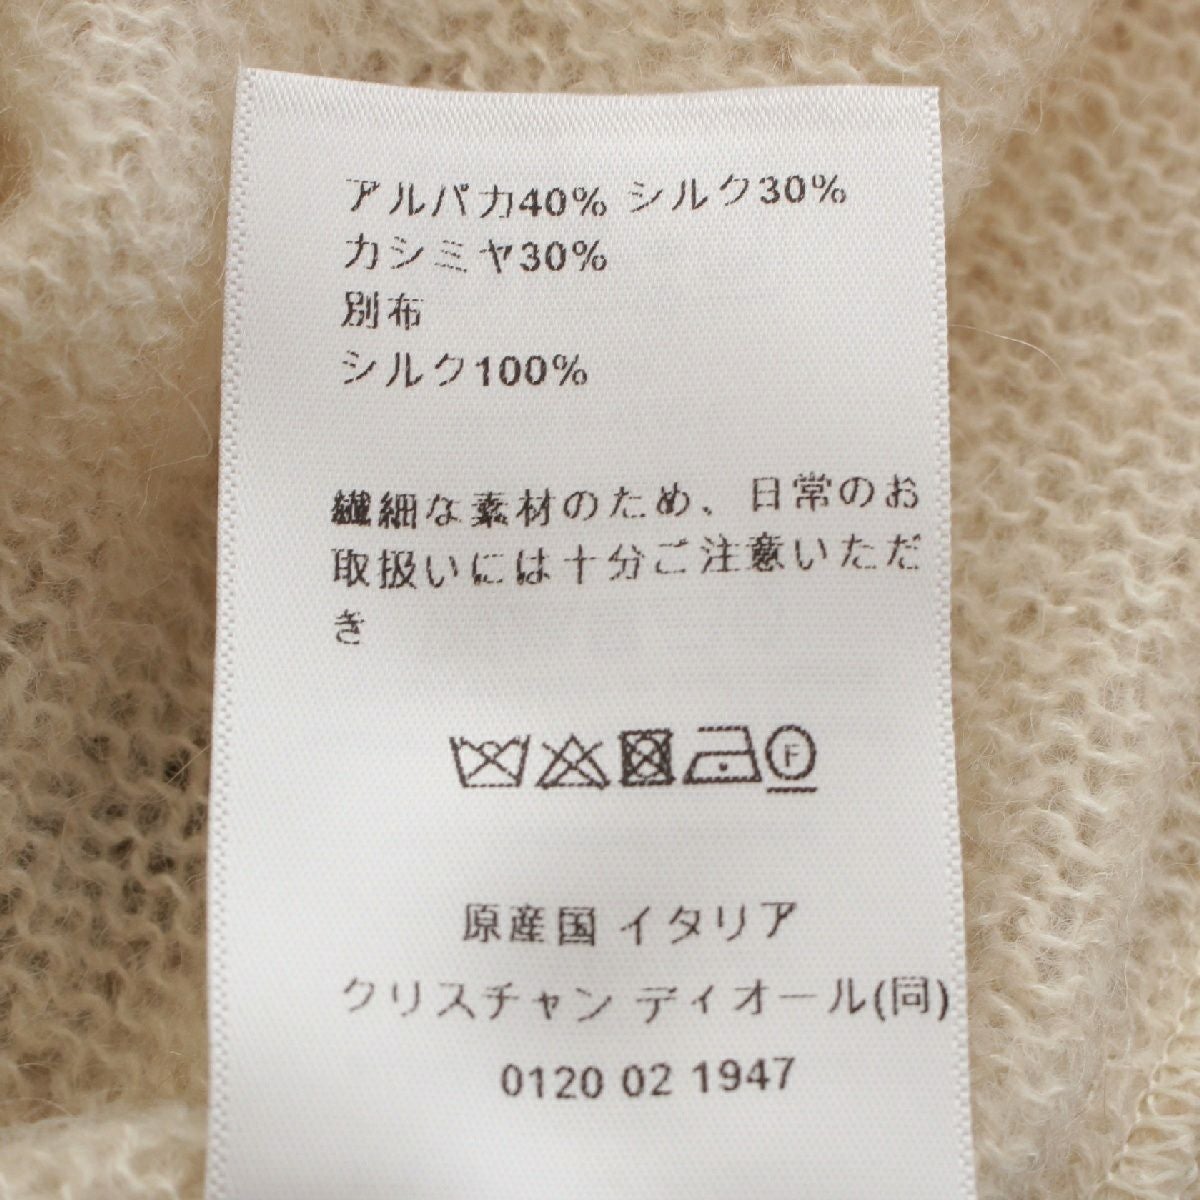 アルパカ40% シルク30%
カシミヤ30%
別布
シルク100%
繊細な素材のため、日常のお
取扱いには十分ご注意いただ
き
F
原産国 イタリア
クリスチャン ディオール(同)
0120 02 1947